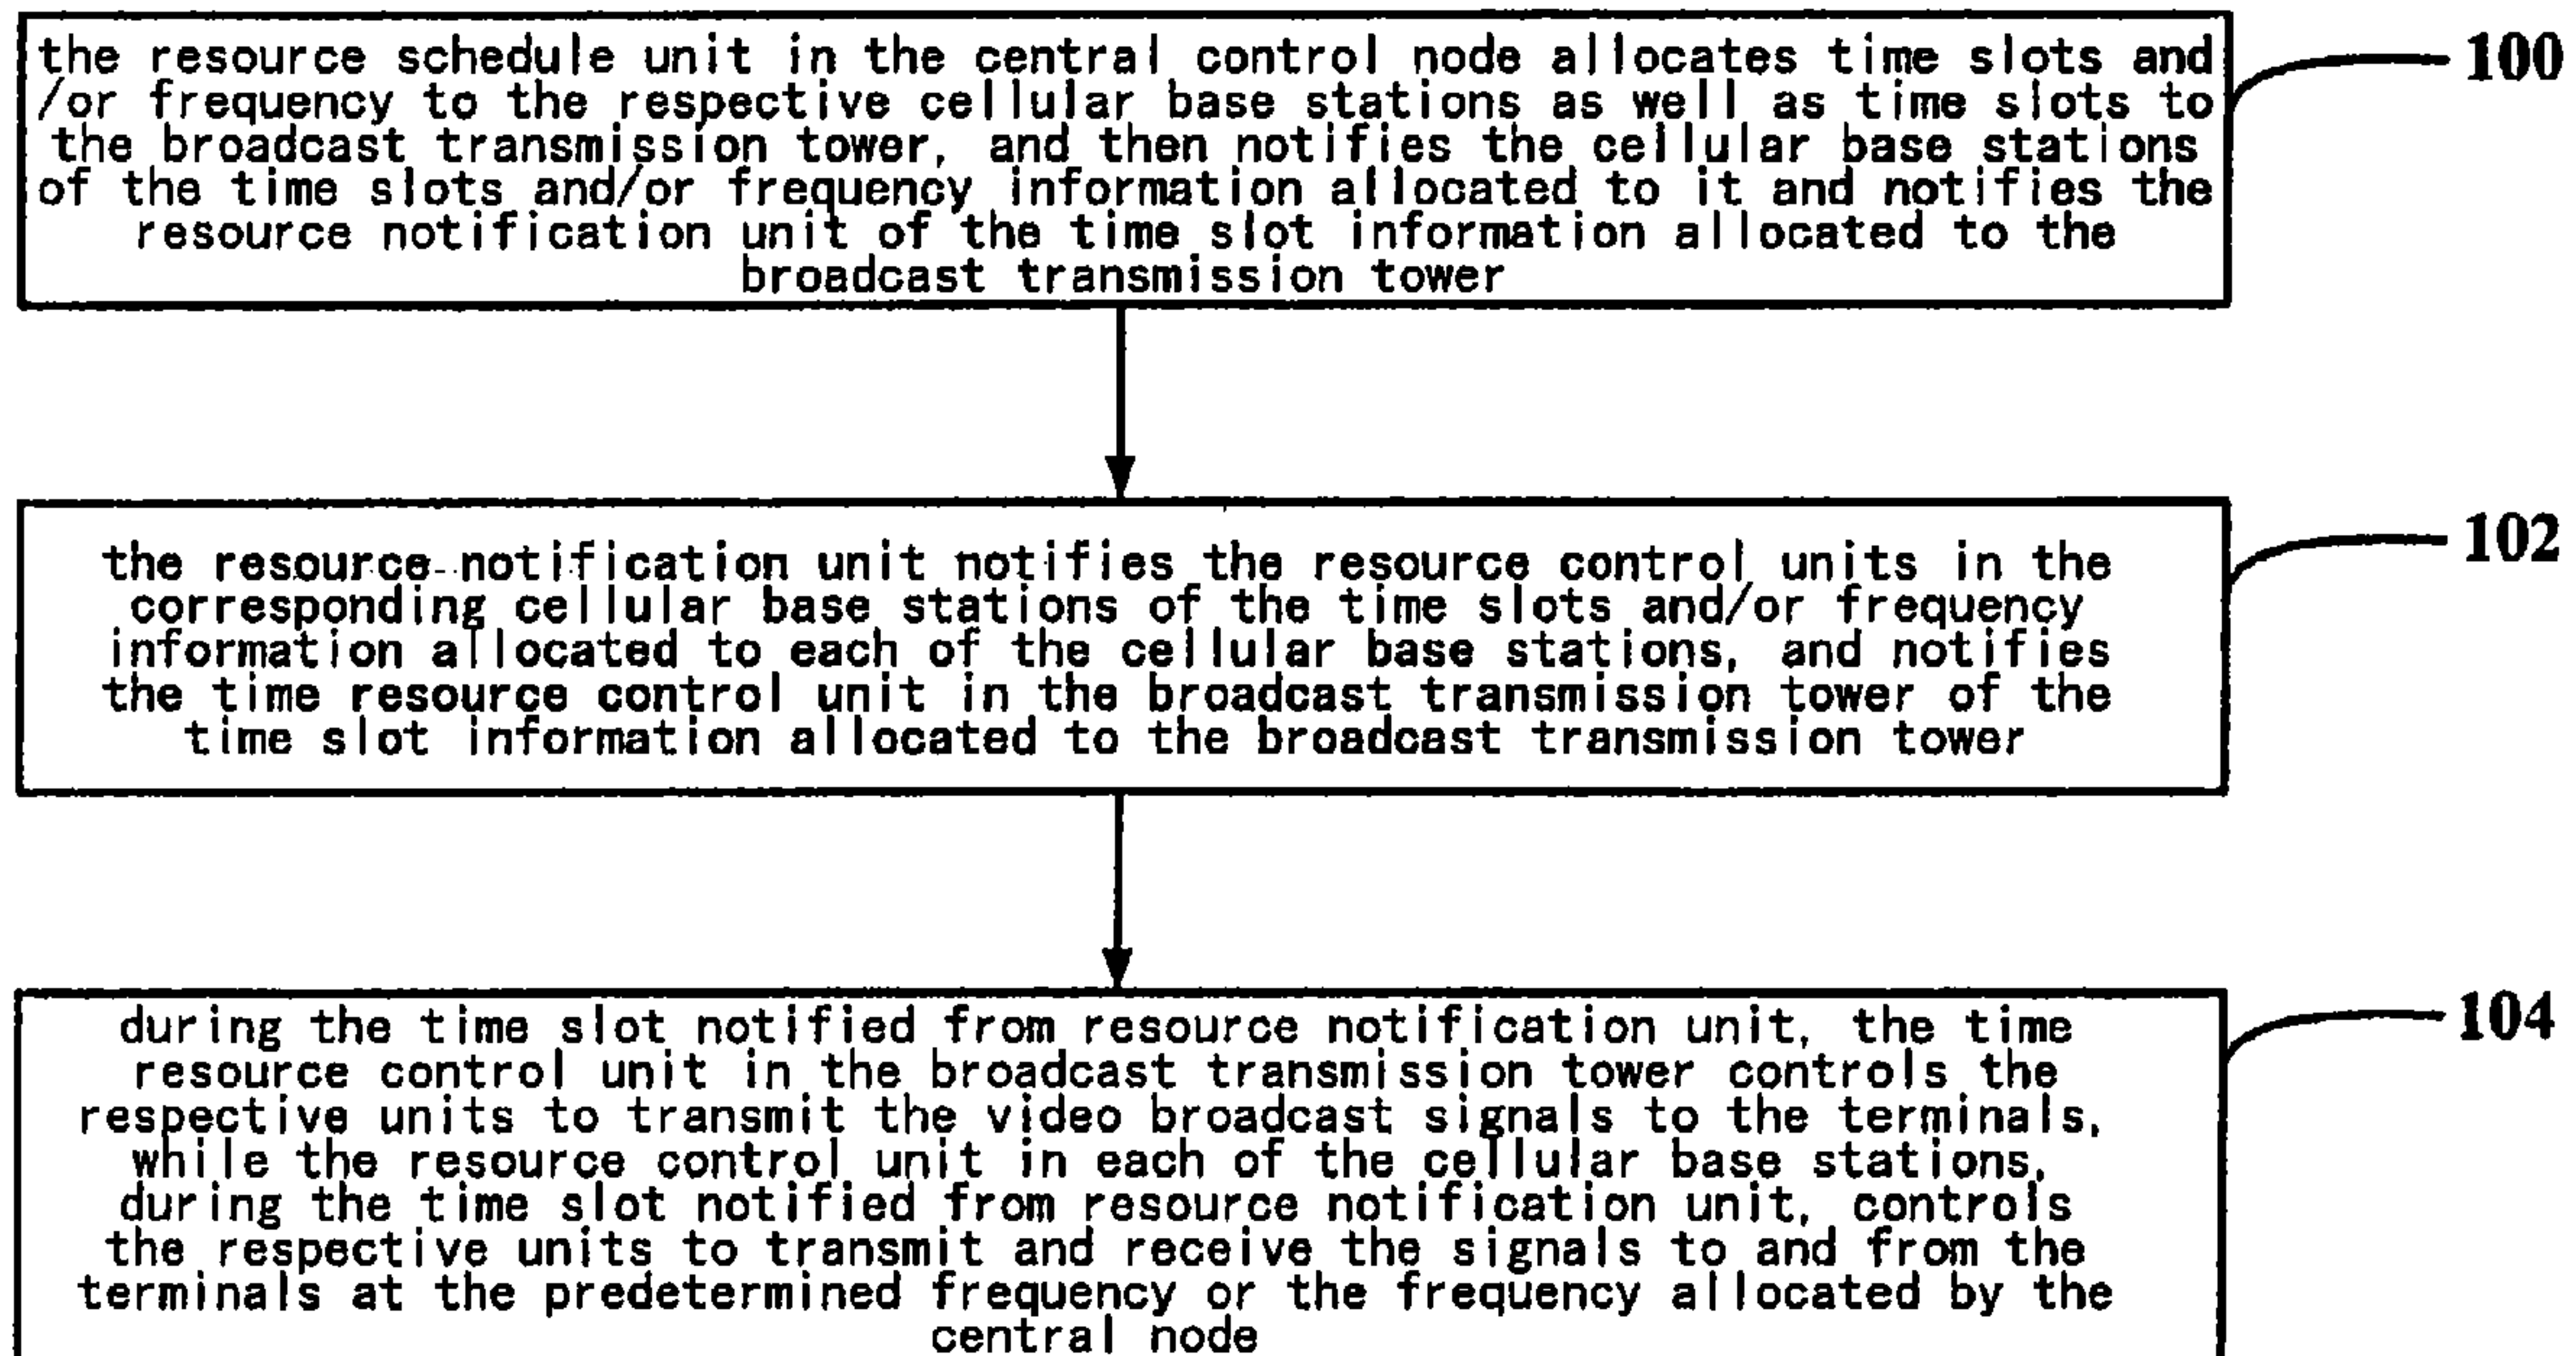 the resource schedule unit in the central control node allocates time slots and
/or frequency to the respective cellular base stations as well as time slots to
the broadcast transmission tower, and then notifies the cellular base stations
of the time slots and/or frequency information allocated to it and notifies the
resource notification unit of the time slot information allocated to the
broadcast transmission tower
100
the resource notification unit notifies the resource control units in the
corresponding cellular base stations of the time slots and/or frequency
information allocated to each of the cellular base stations, and notifies
the time resource control unit in the broadcast transmission tower of the
time slot information allocated to the broadcast transmission tower
102
during the time slot notified from resource notification unit, the time
resource control unit in the broadcast transmission tower controls the
respective units to transmit the video broadcast signals to the terminals,
while the resource control unit in each of the cellular base stations,
during the time slot notified from resource notification unit, controls
the respective units to transmit and receive the signals to and from the
terminals at the predetermined frequency or the frequency allocated by the
central node
104